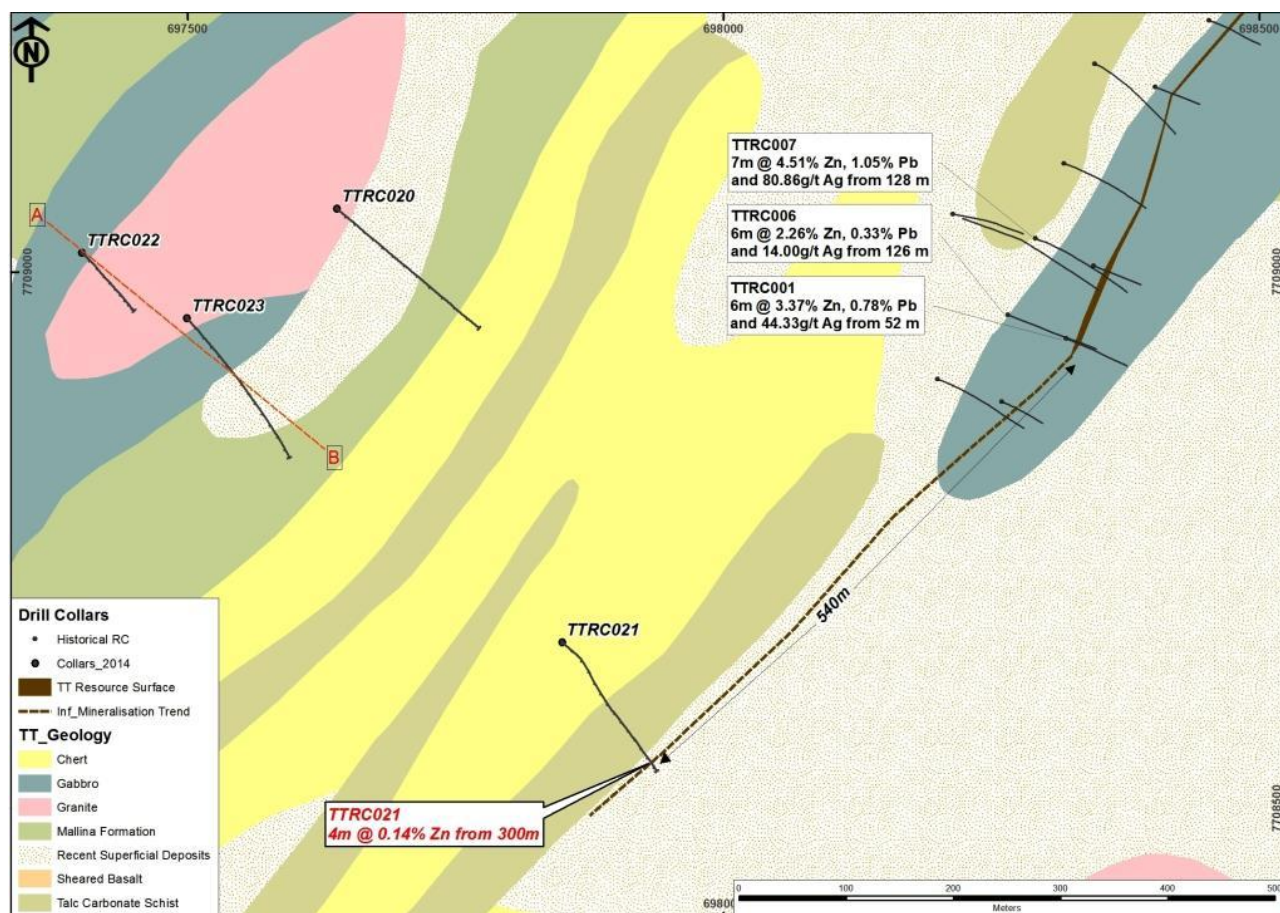 N
697500
698000
698500
7709000
7709000
7708500
69800
A
TTRC022
TTRC020
TTRC023
B
TTRC007
7m @ 4.51% Zn, 1.05% Pb
and 80.86g/t Ag from 128 m
TTRC006
6m @ 2.26% Zn, 0.33% Pb
and 14.00g/t Ag from 126 m
TTRC001
6m @ 3.37% Zn, 0.78% Pb
and 44.33g/t Ag from 52 m
540m
TTRC021
TTRC021
4m @ 0.14% Zn from 300m
Drill Collars
Historical RC
Collars_2014
TT Resource Surface
Inf_Mineralisation Trend
TT_Geology
Chert
Gabbro
Granite
Mallina Formation
Recent Superficial Deposits
Sheared Basalt
Talc Carbonate Schist
0 100 200 300 400 500
Meters